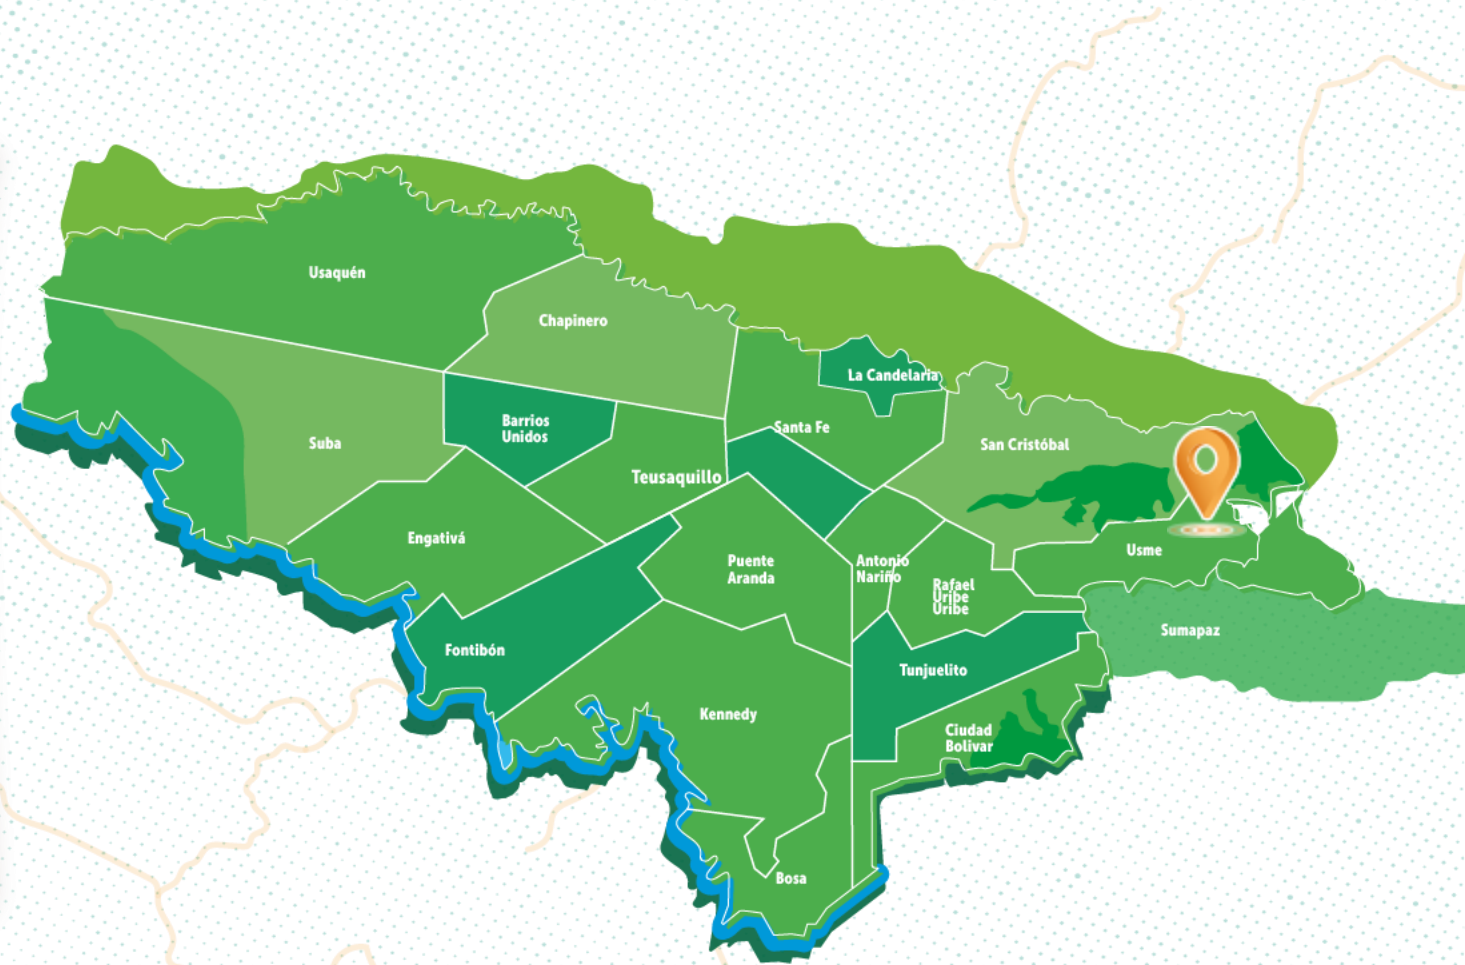 Usaquén
Chapinero
La Candelaria
Barrios
Unidos
Santa Fe
Suba
San Cristóbal
Teusaquillo
Engativá
Usme
Puente
Aranda
Antonio
Nariño
Rafael
Uribe
Uribe
Sumapaz
Fontibón
Tunjuelito
Kennedy
Ciudad
Bolivar
Bosa